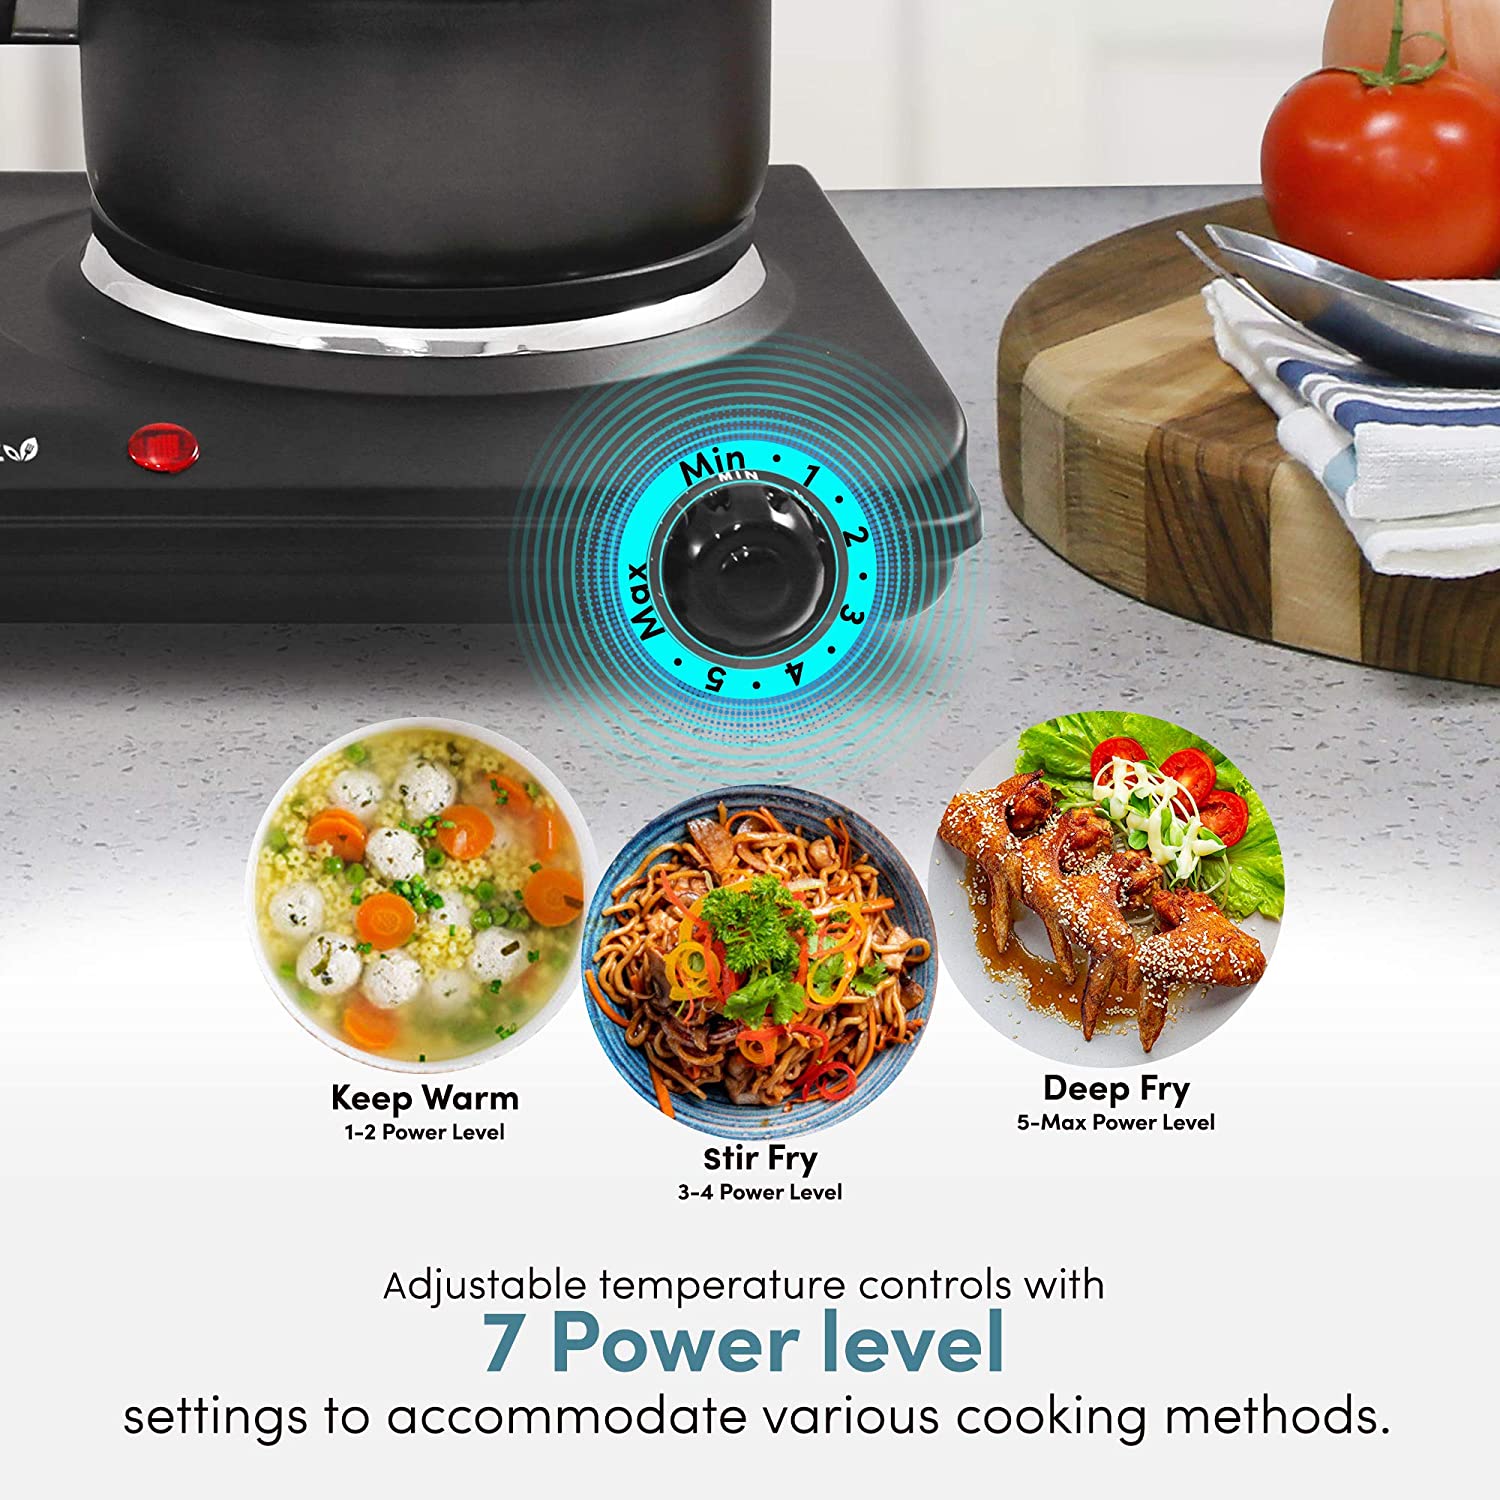 Min
1
2
3
4
5
Max
MIN
Keep Warm
1-2 Power Level
Stir Fry
3-4 Power Level
Deep Fry
5-Max Power Level
Adjustable temperature controls with
7 Power level
settings to accommodate various cooking methods.